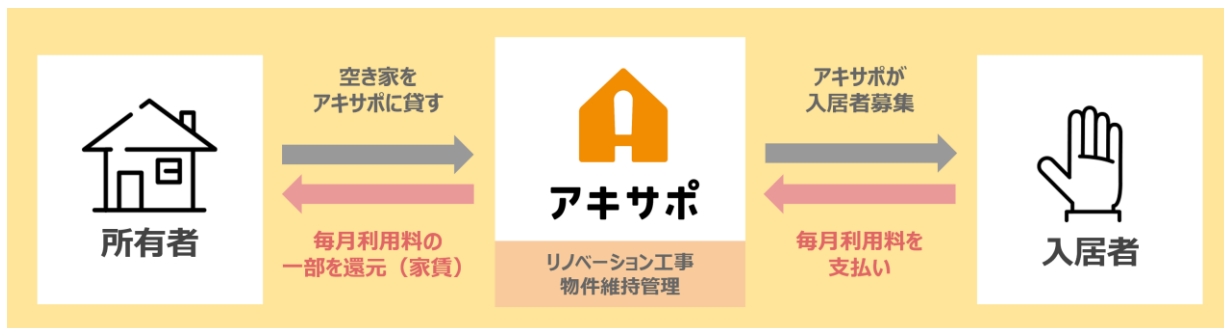 空き家を
アキサポに貸す
所有者
毎月利用料の
一部を還元（家賃）
アキサポ
リノベーション工事
物件維持管理
アキサポが
入居者募集
毎月利用料を
支払い
入居者